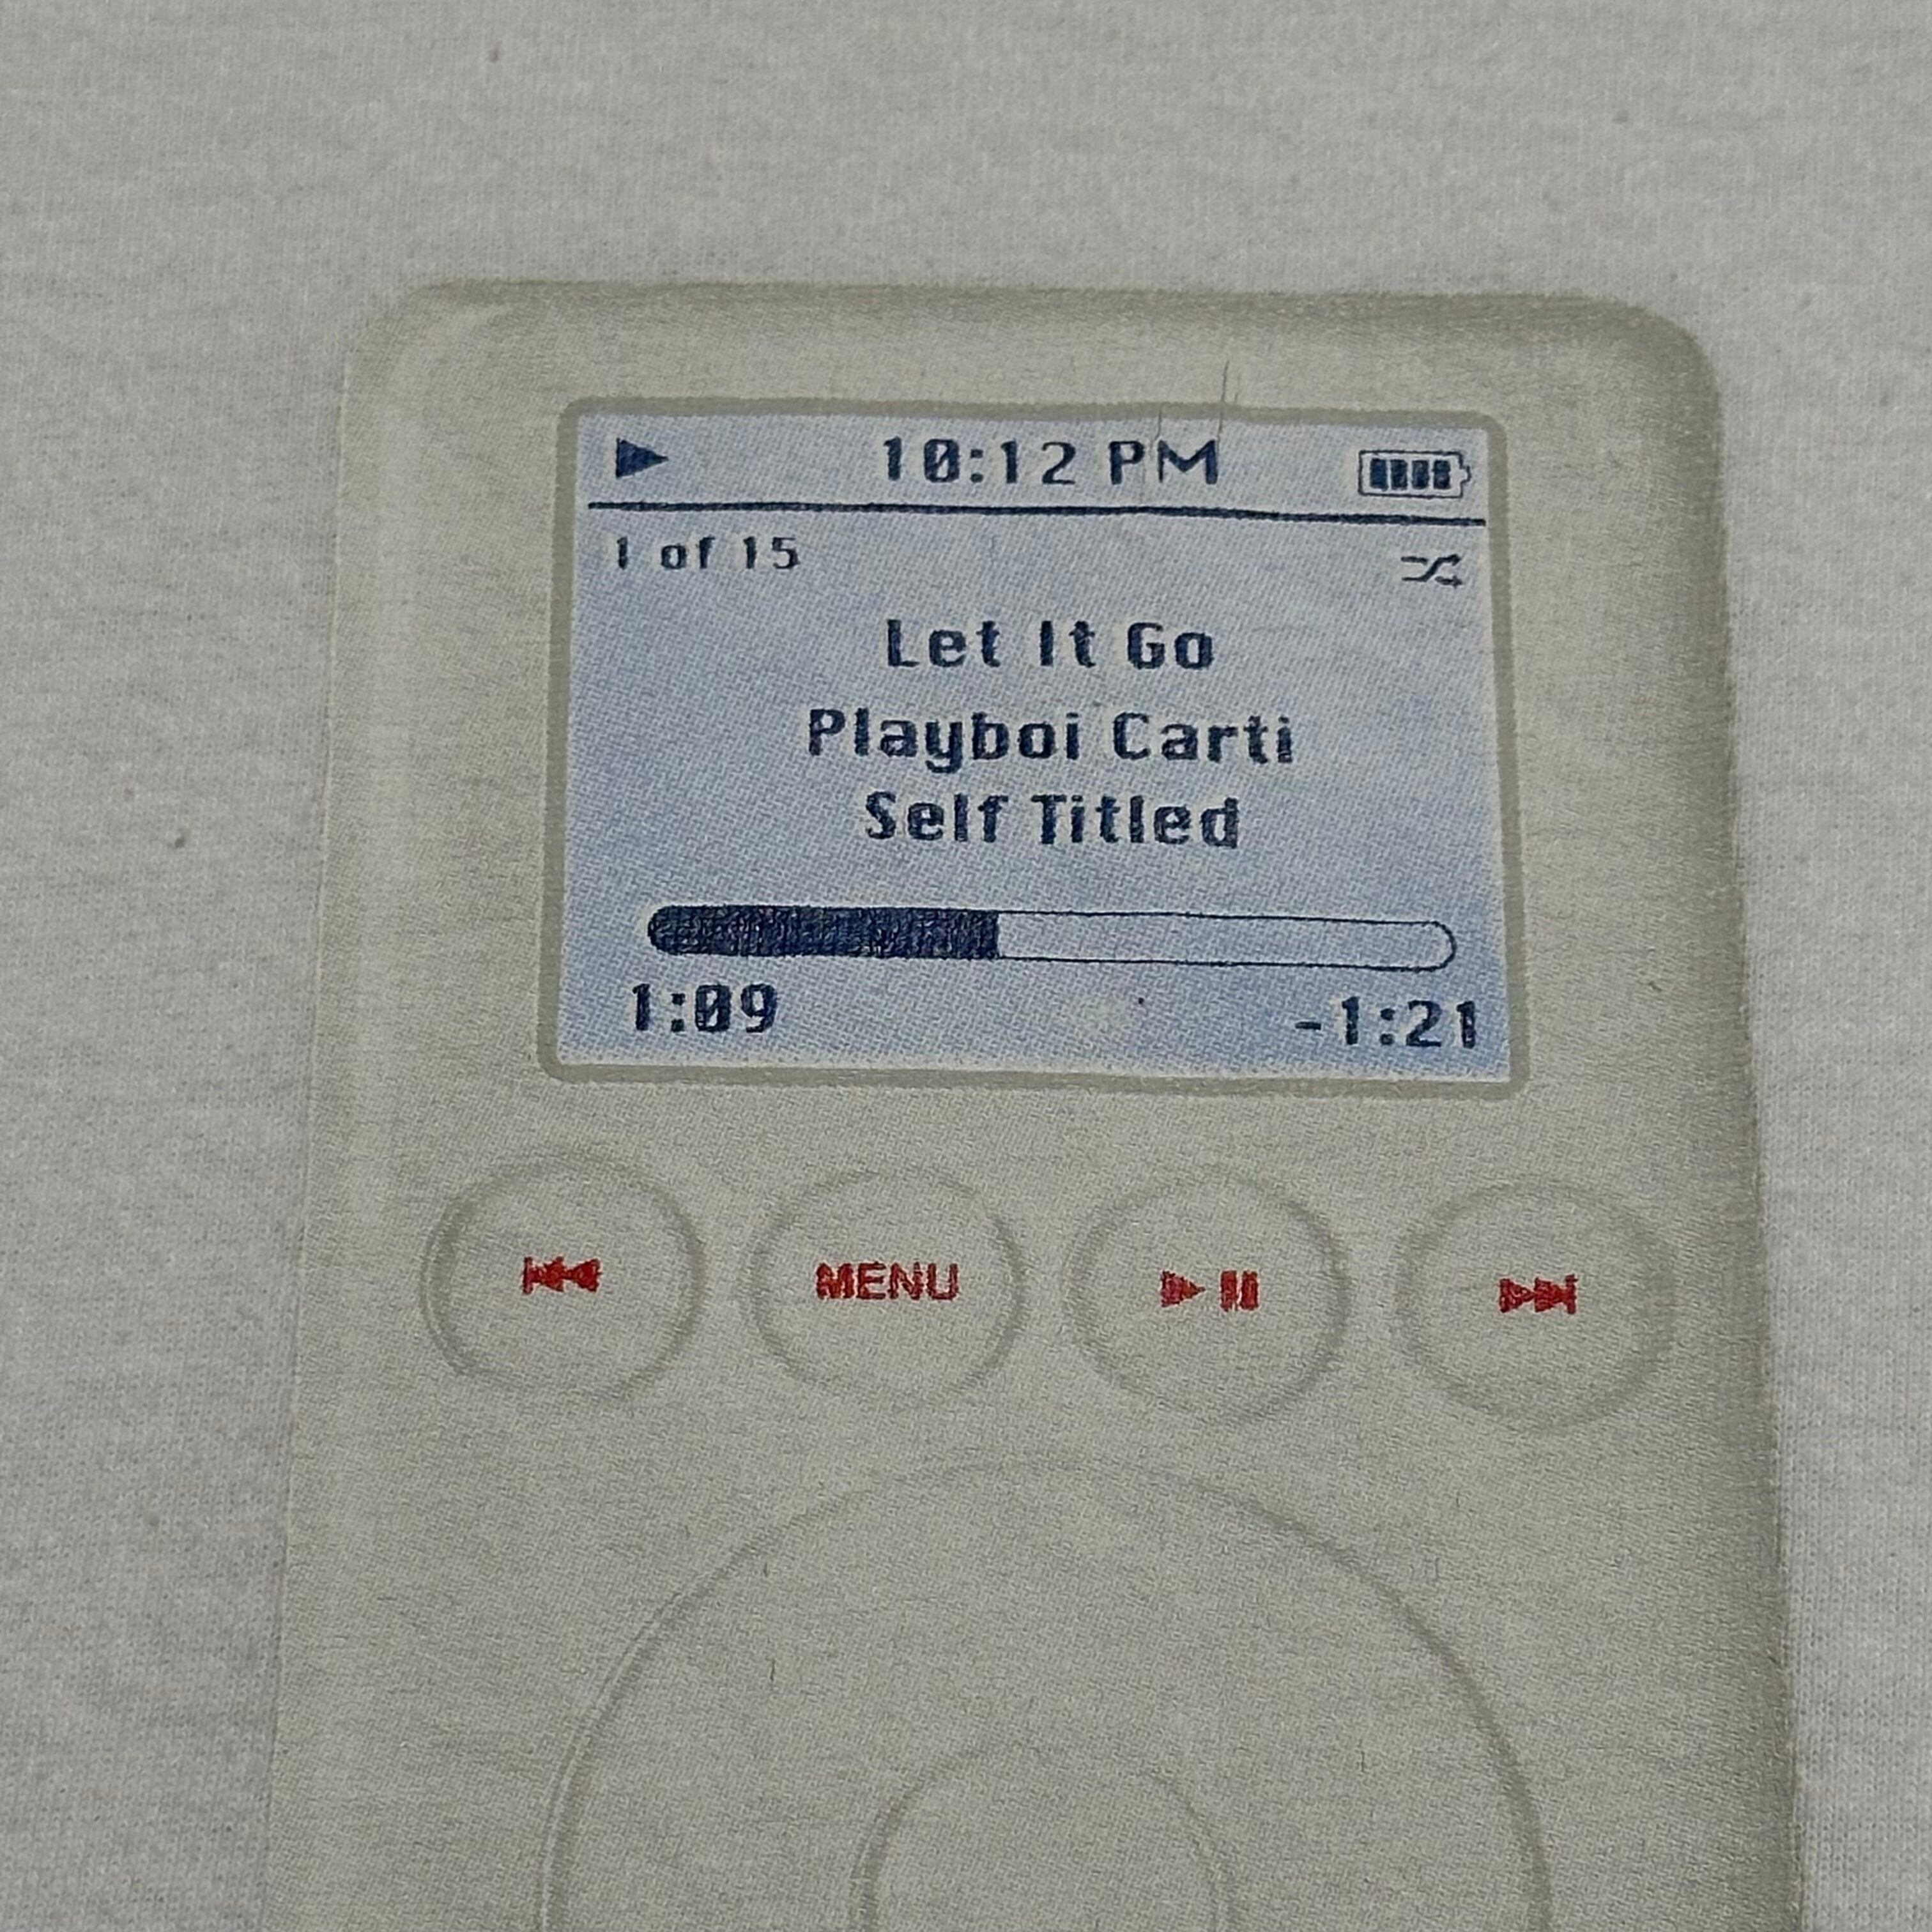 10:12 PM
1 of 15
Let It Go
Playboi Carti
Self Titled
1:09 -1:21
MENU